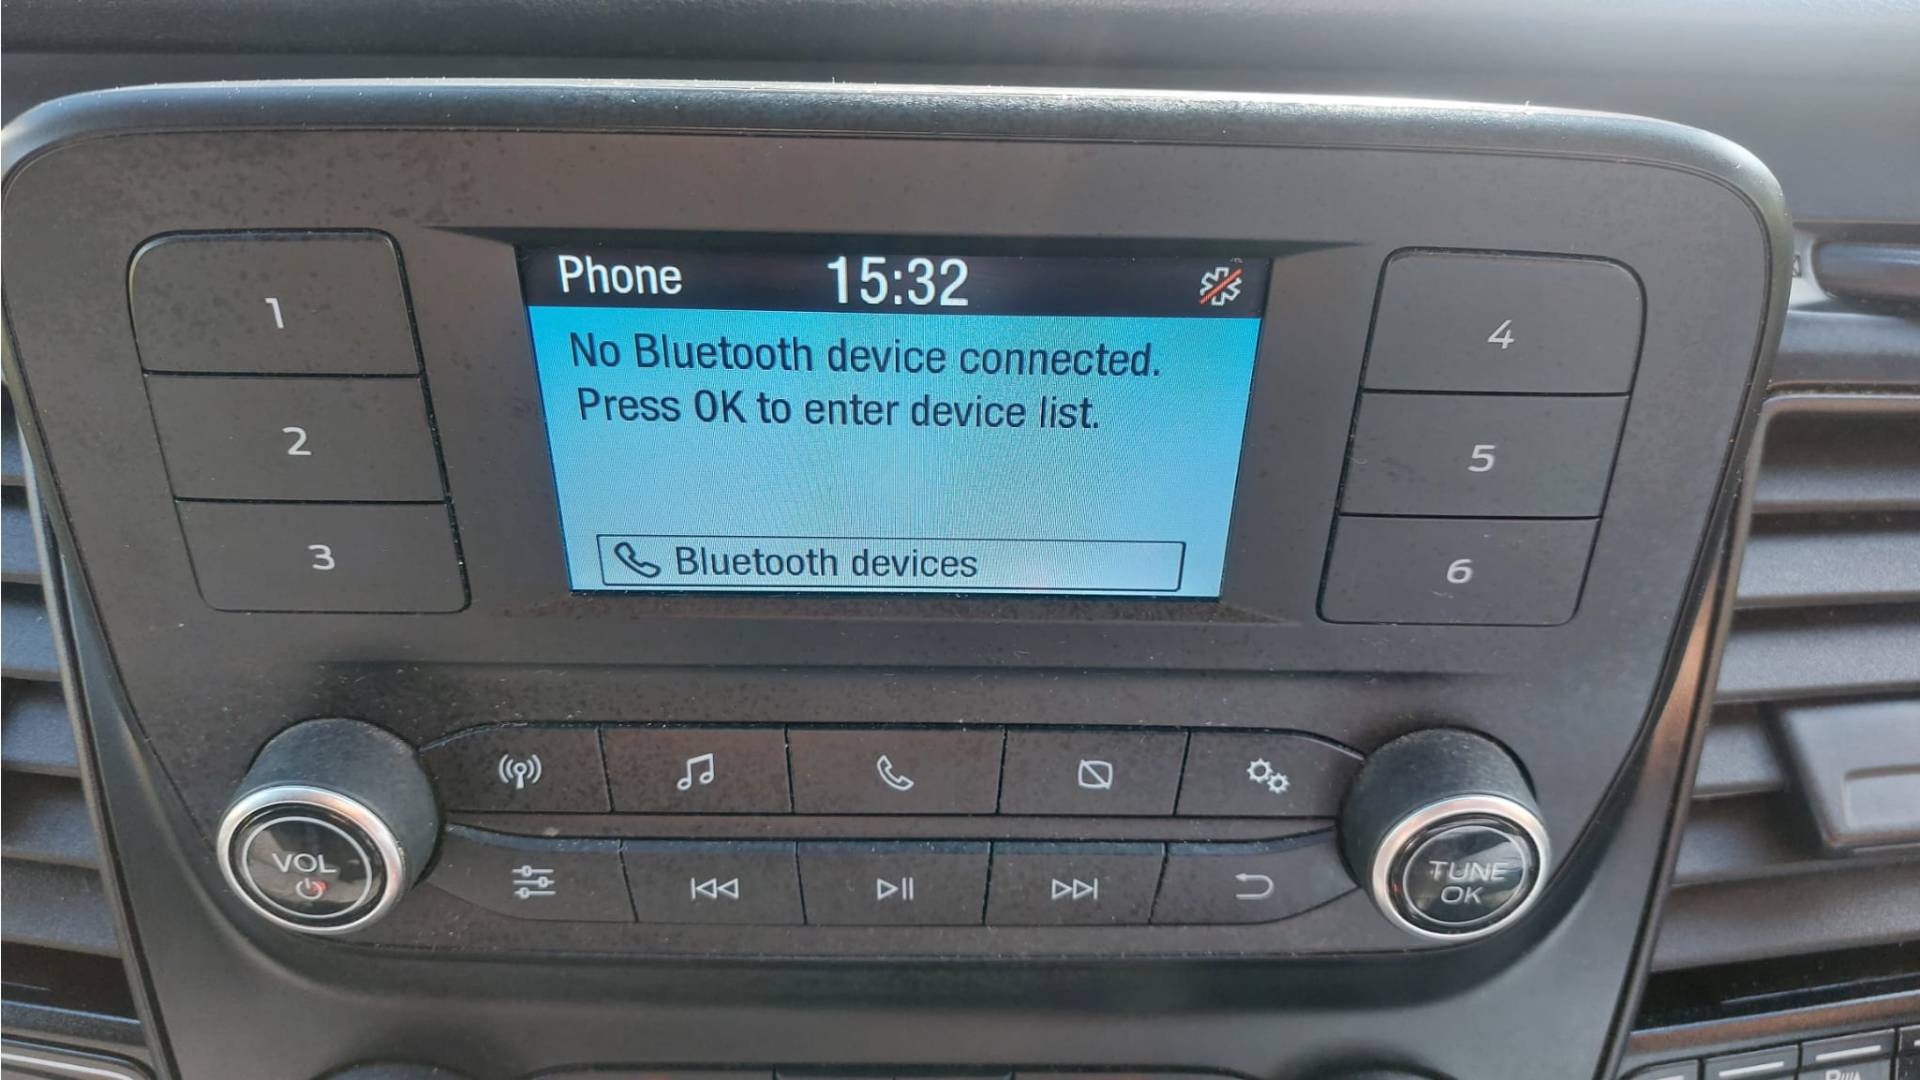 Phone 15:32
No Bluetooth device connected.
Press OK to enter device list.
Bluetooth devices
1
2
3
4
5
6
VOL
TUNE
OK